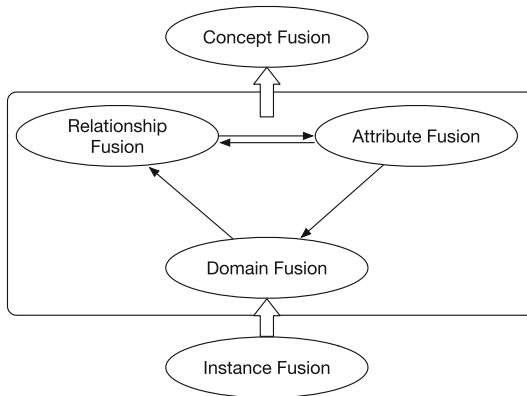 Concept Fusion
Relationship
Fusion
Attribute Fusion
Domain Fusion
Instance Fusion